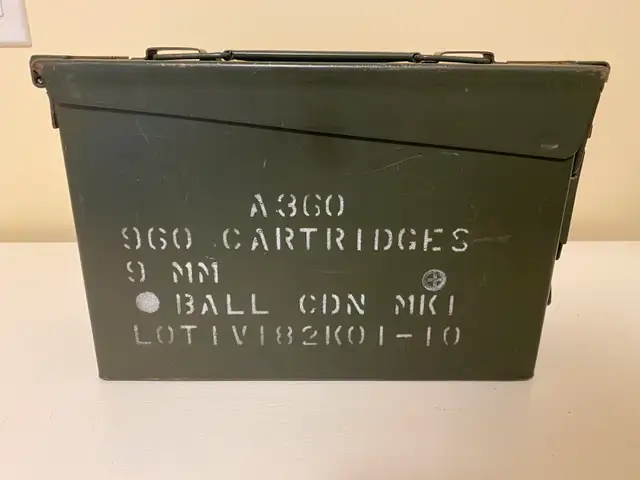 A360
960 CARTRIDGES
9 MM
BALL CDN MK1
LOT IVI82K01-10